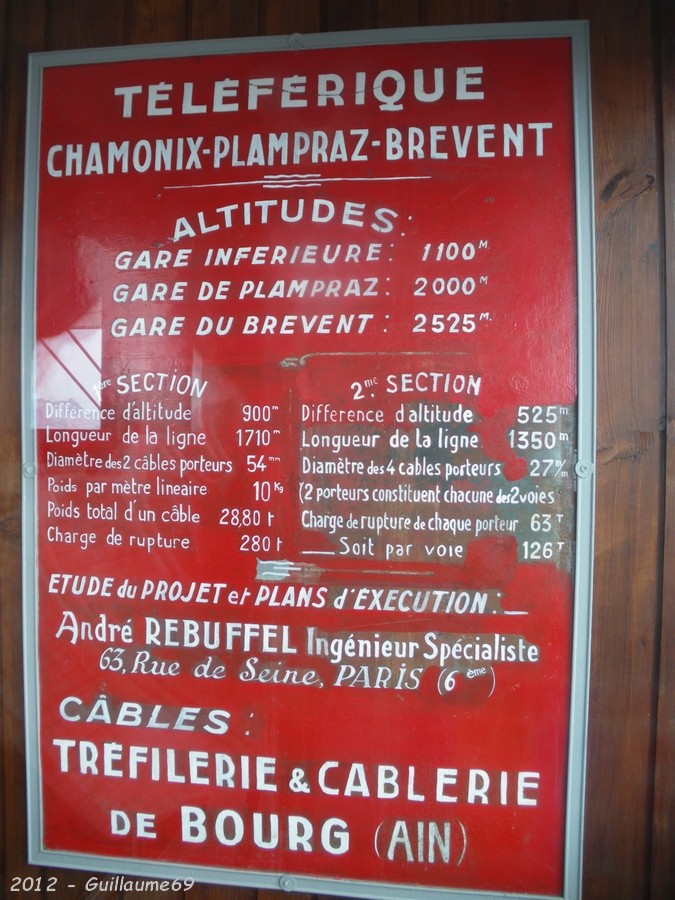 TÉLÉFÉRIQUE
CHAMONIX-PLAMPRAZ-BREVENT
ALTITUDES:
GARE INFERIEURE: 1100M.
GARE DE PLAMPRAZ: 2000M.
GARE DU BREVENT: 2525M.
1ère SECTION
Différence d'altitude 900m
Longueur de la ligne 1710m
Diamètre des 2 câbles porteurs 54mm
Poids par mètre lineaire 10Kg
Poids total d'un câble 28,80 t
Charge de rupture 280 t
2me. SECTION
Difference d'altitude 525m
Longueur de la ligne 1350m
Diamètre des 4 cables porteurs 27m/m
(2 porteurs constituent chacune des 2 voies
Charge de rupture de chaque porteur 63T
Soit par voie 126T
ETUDE du PROJET et PLANS d'EXECUTION:
André REBUFFEL Ingénieur Spécialiste
63, Rue de Seine, PARIS (6ème)
CÂBLES:
TRÉFILERIE & CABLERIE
DE BOURG (AIN)
2012 - Guillaume69